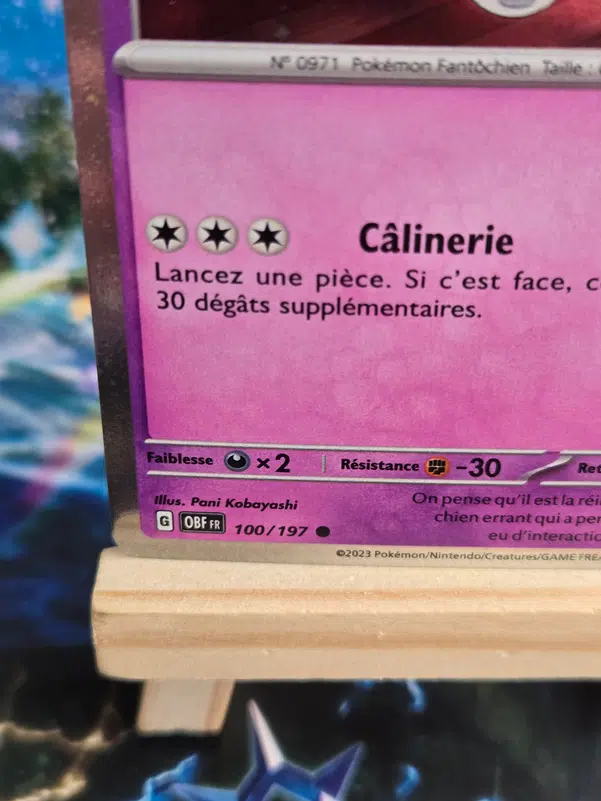 N° 0971 Pokémon Fantôchien Taille :
Câlinerie
Lancez une pièce. Si c'est face, c
30 dégâts supplémentaires.
Faiblesse ×2 Résistance -30 Ret
Illus. Pani Kobayashi
On pense qu'il est la réi
chien errant qui a per
eu d'interactio
G OBF FR 100/197
©2023 Pokémon/Nintendo/Creatures/GAME FREA